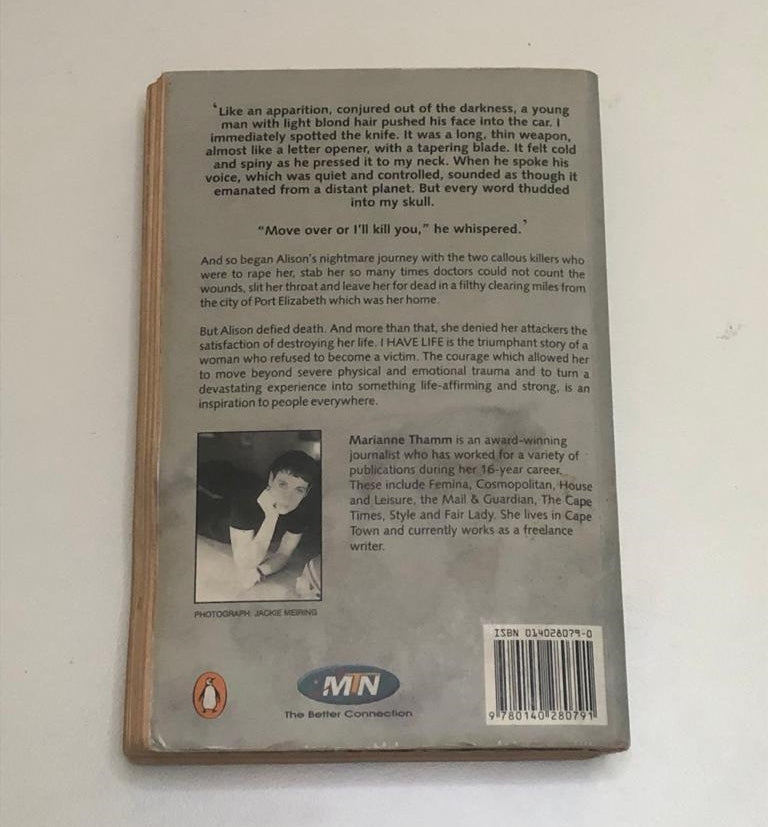 ‘Like an apparition, conjured out of the darkness, a young
man with light blond hair pushed his face into the car. I
immediately spotted the knife. It was a long, thin weapon,
almost like a letter opener, with a tapering blade. It felt cold
and spiny as he pressed it to my neck. When he spoke his
voice, which was quiet and controlled, sounded as though it
emanated from a distant planet. But every word thudded
into my skull.
“Move over or I'll kill you,” he whispered.’
And so began Alison's nightmare journey with the two callous killers who
were to rape her, stab her so many times doctors could not count the
wounds, slit her throat and leave her for dead in a filthy clearing miles from
the city of Port Elizabeth which was her home.
But Alison defied death. And more than that, she denied her attackers the
satisfaction of destroying her life. I HAVE LIFE is the triumphant story of a
woman who refused to become a victim. The courage which allowed her
to move beyond severe physical and emotional trauma and to turn a
devastating experience into something life-affirming and strong, is an
inspiration to people everywhere.
Marianne Thamm is an award-winning
journalist who has worked for a variety of
publications during her 16-year career.
These include Femina, Cosmopolitan, House
and Leisure, the Mail & Guardian, The Cape
Times, Style and Fair Lady. She lives in Cape
Town and currently works as a freelance
writer.
PHOTOGRAPH: JACKIE MEIRING
ISBN 014028079-0
MTN
The Better Connection
9 780140 280791